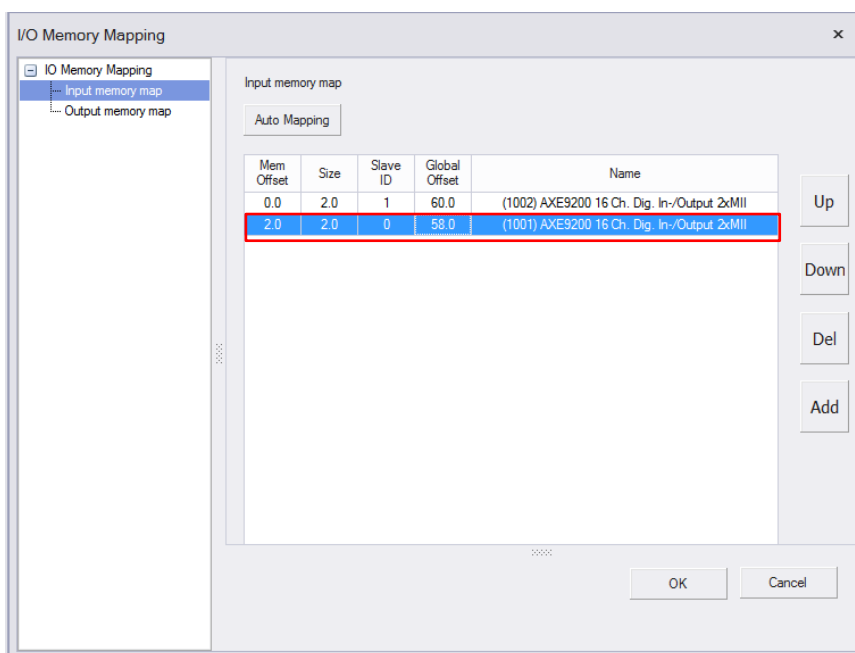 I/O Memory Mapping
×
IO Memory Mapping
Input memory map
Output memory map
Input memory map
Auto Mapping
Mem Offset Size Slave ID Global Offset Name
0.0 2.0 1 60.0 (1002) AXE9200 16 Ch. Dig. In-/Output 2xMII
2.0 2.0 0 58.0 (1001) AXE9200 16 Ch. Dig. In-/Output 2xMII
Up
Down
Del
Add
OK Cancel